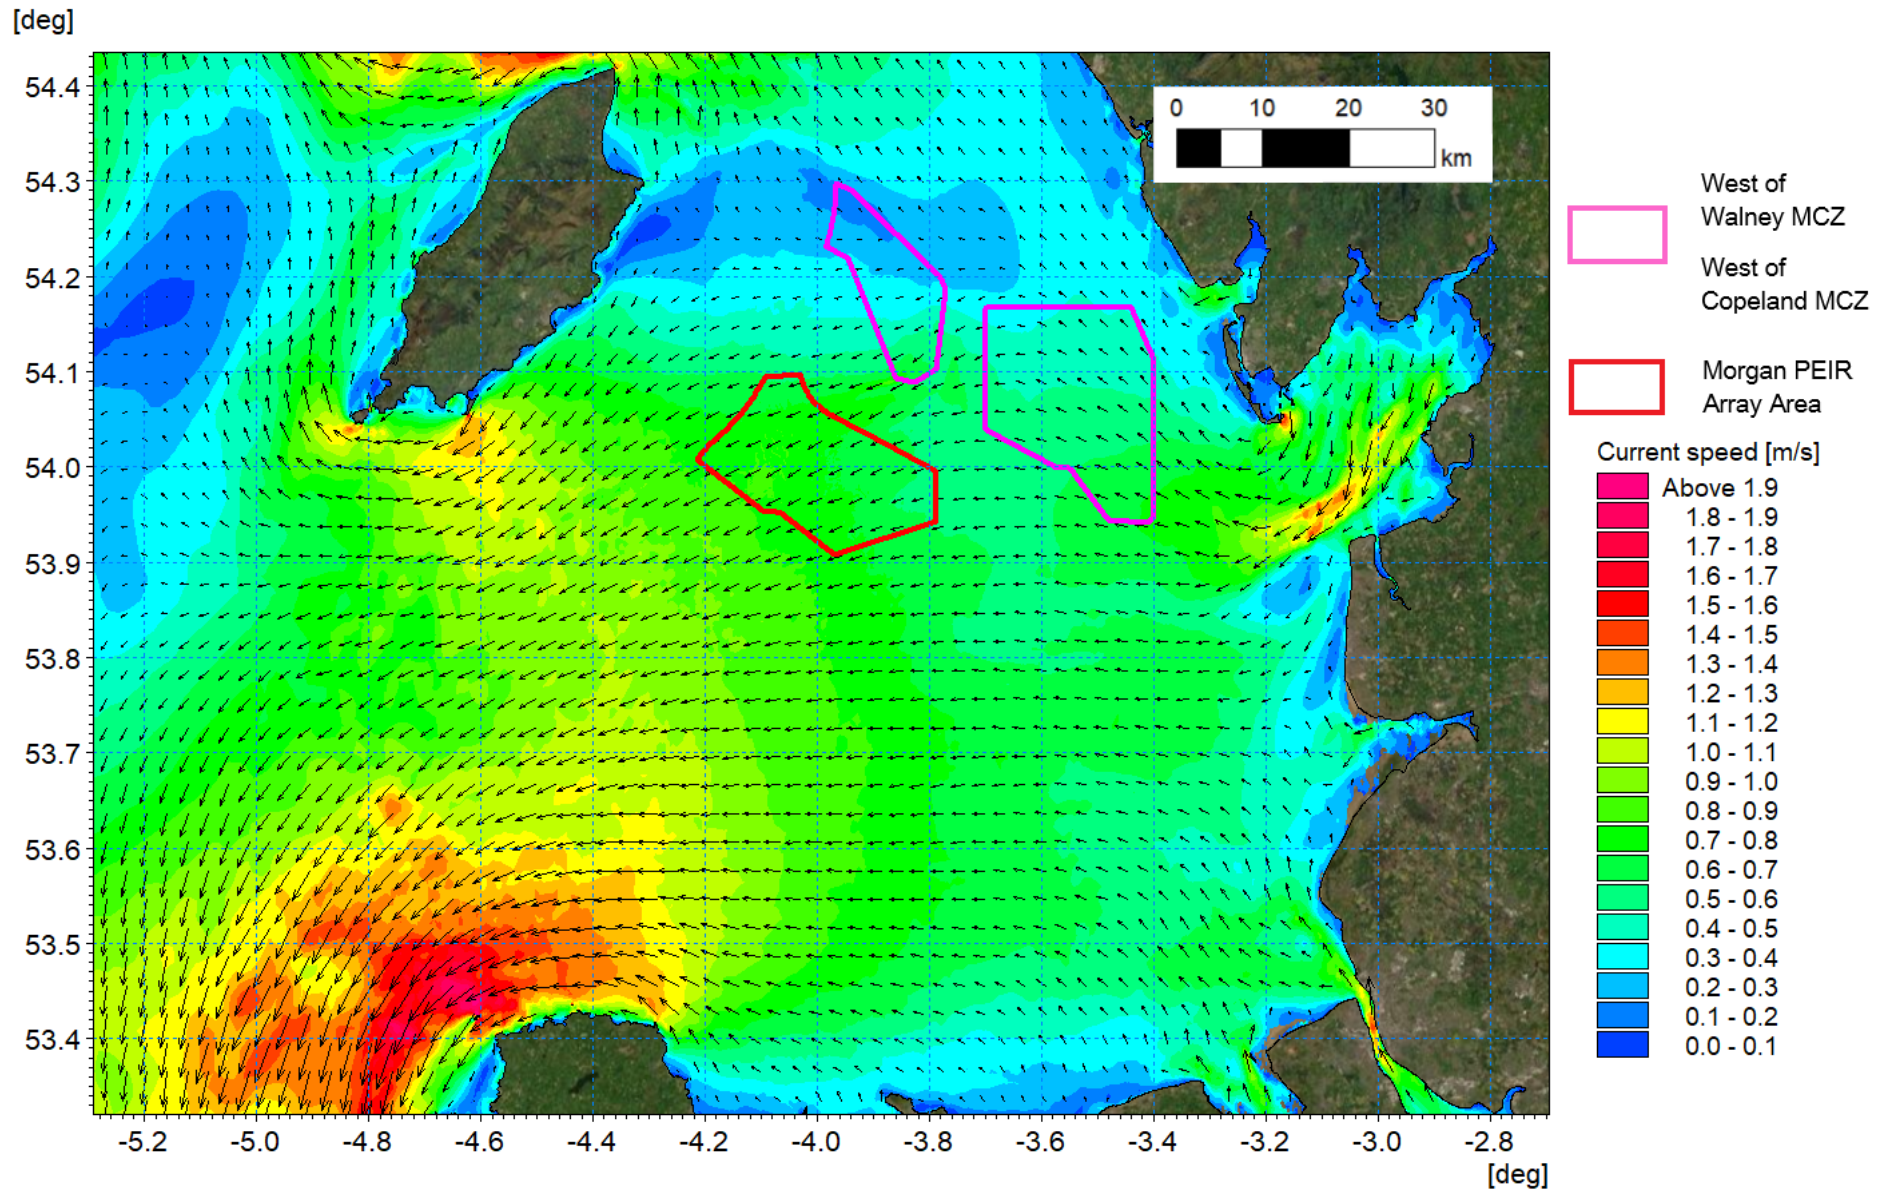 [deg]
54.4
54.3
54.2
54.1
54.0
53.9
53.8
53.7
53.6
53.5
53.4
-5.2 -5.0 -4.8 -4.6 -4.4 -4.2 -4.0 -3.8 -3.6 -3.4 -3.2 -3.0 -2.8
[deg]
0 10 20 30
km
West of
Walney MCZ
West of
Copeland MCZ
Morgan PEIR
Array Area
Current speed [m/s]
Above 1.9
1.8 - 1.9
1.7 - 1.8
1.6 - 1.7
1.5 - 1.6
1.4 - 1.5
1.3 - 1.4
1.2 - 1.3
1.1 - 1.2
1.0 - 1.1
0.9 - 1.0
0.8 - 0.9
0.7 - 0.8
0.6 - 0.7
0.5 - 0.6
0.4 - 0.5
0.3 - 0.4
0.2 - 0.3
0.1 - 0.2
0.0 - 0.1